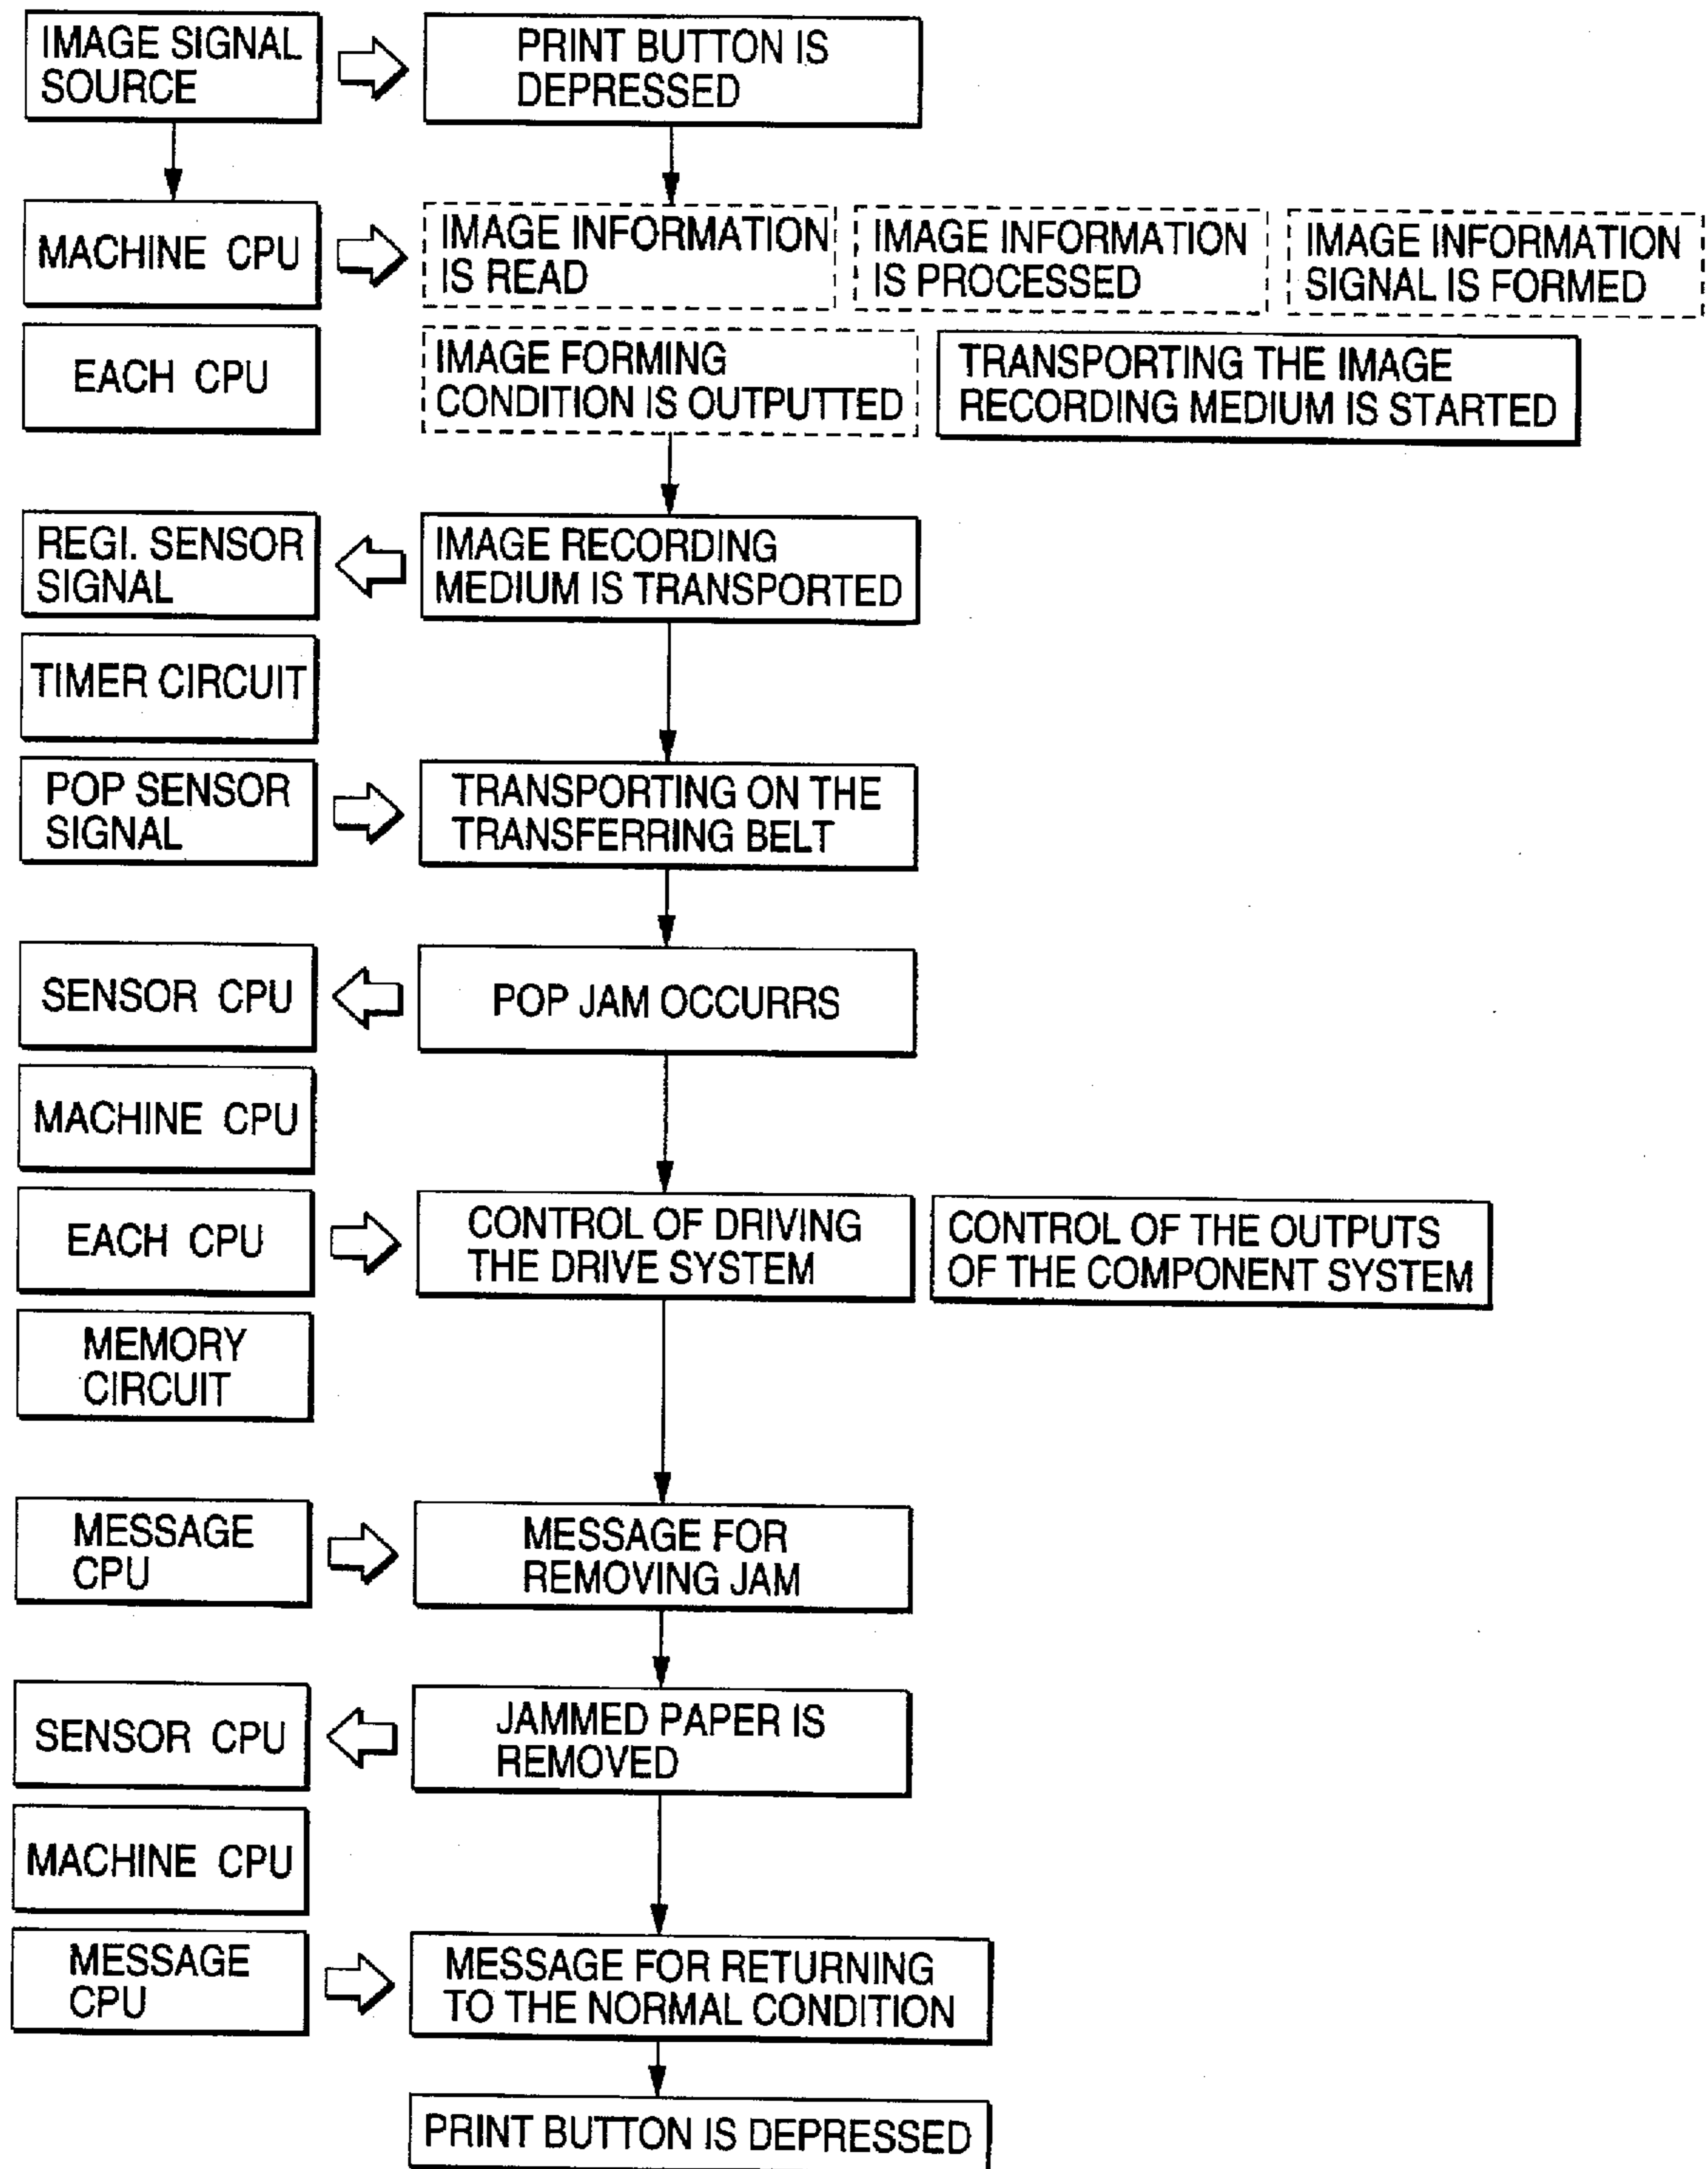 IMAGE SIGNAL
SOURCE
PRINT BUTTON IS
DEPRESSED
MACHINE CPU
IMAGE INFORMATION
IS READ
IMAGE INFORMATION
IS PROCESSED
IMAGE INFORMATION
SIGNAL IS FORMED
EACH CPU
IMAGE FORMING
CONDITION IS OUTPUTTED
TRANSPORTING THE IMAGE
RECORDING MEDIUM IS STARTED
REGI. SENSOR
SIGNAL
IMAGE RECORDING
MEDIUM IS TRANSPORTED
TIMER CIRCUIT
POP SENSOR
SIGNAL
TRANSPORTING ON THE
TRANSFERRING BELT
SENSOR CPU
POP JAM OCCURRS
MACHINE CPU
EACH CPU
CONTROL OF DRIVING
THE DRIVE SYSTEM
CONTROL OF THE OUTPUTS
OF THE COMPONENT SYSTEM
MEMORY
CIRCUIT
MESSAGE
CPU
MESSAGE FOR
REMOVING JAM
SENSOR CPU
JAMMED PAPER IS
REMOVED
MACHINE CPU
MESSAGE
CPU
MESSAGE FOR RETURNING
TO THE NORMAL CONDITION
PRINT BUTTON IS DEPRESSED